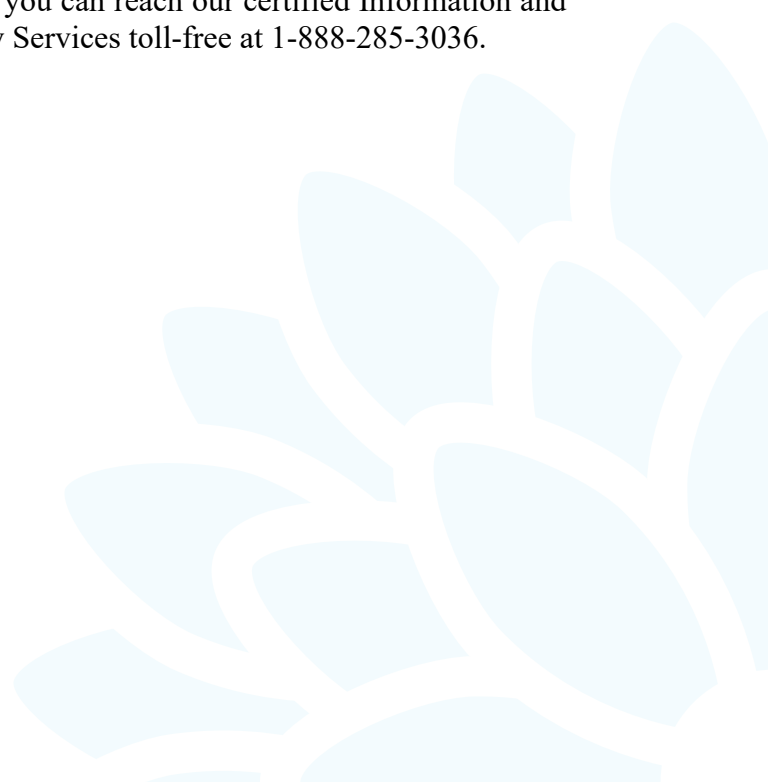 you can reach our certified Information and
Services toll-free at 1-888-285-3036.